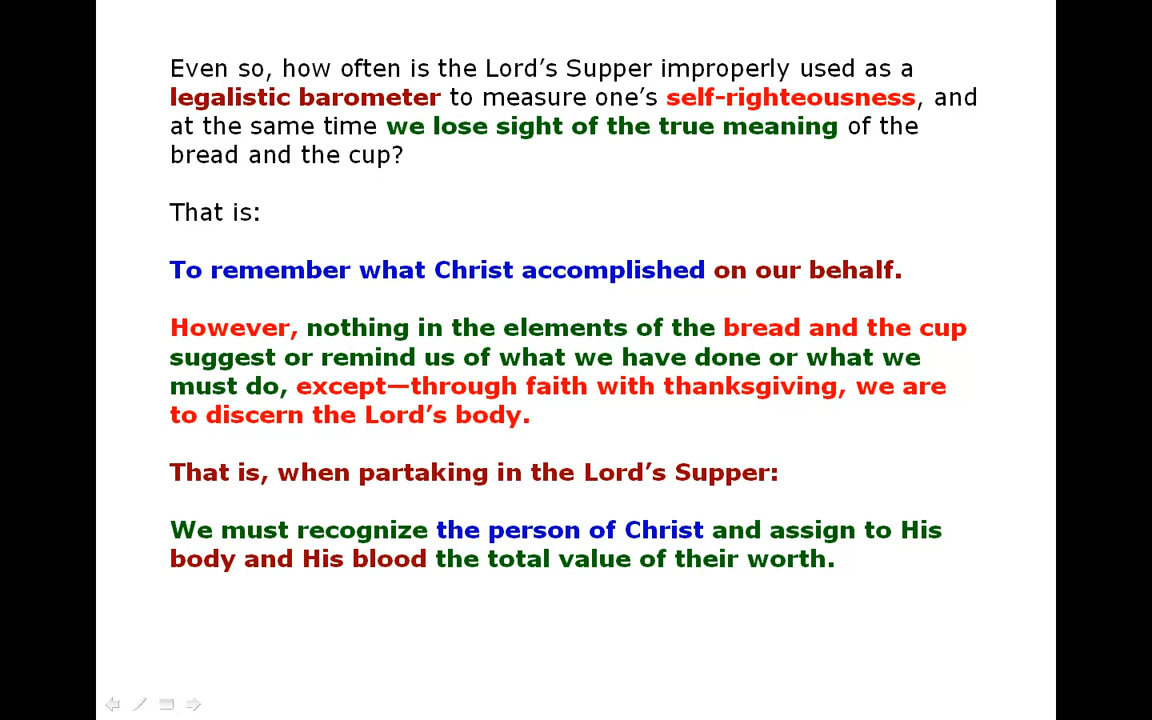 Even so, how often is the Lord’s Supper improperly used as a
legalistic barometer to measure one’s self-righteousness, and
at the same time we lose sight of the true meaning of the
bread and the cup?
That is:
To remember what Christ accomplished on our behalf.
However, nothing in the elements of the bread and the cup
suggest or remind us of what we have done or what we
must do, except—through faith with thanksgiving, we are
to discern the Lord’s body.
That is, when partaking in the Lord’s Supper:
We must recognize the person of Christ and assign to His
body and His blood the total value of their worth.